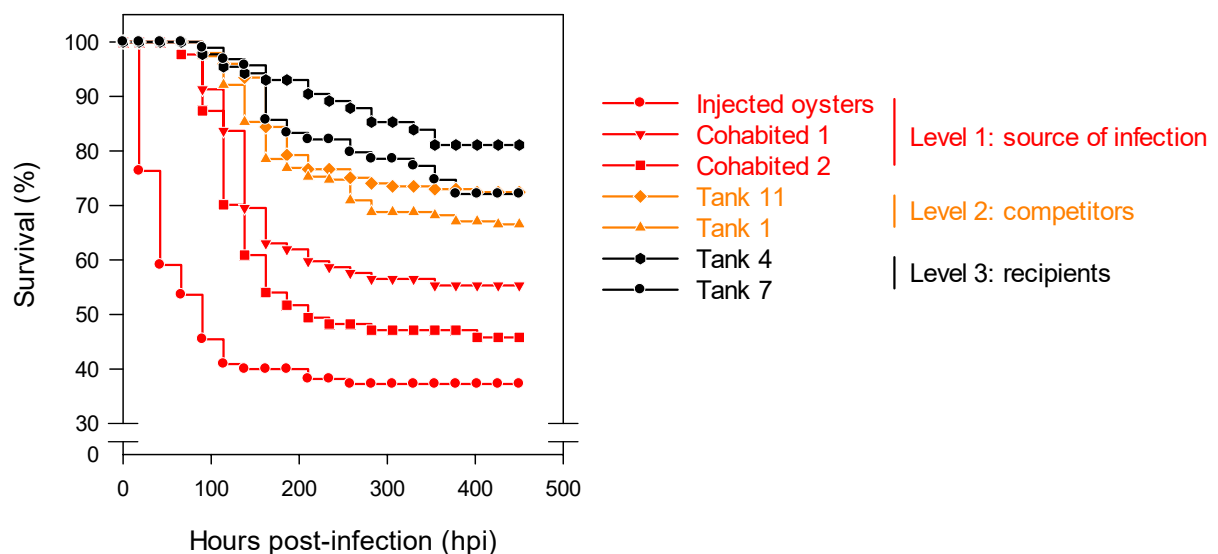 Survival (%)
100
90
80
70
60
50
40
30
0
0 100 200 300 400 500
Hours post-infection (hpi)
Injected oysters
Cohabited 1
Cohabited 2
Level 1: source of infection
Tank 11
Tank 1
Level 2: competitors
Tank 4
Tank 7
Level 3: recipients